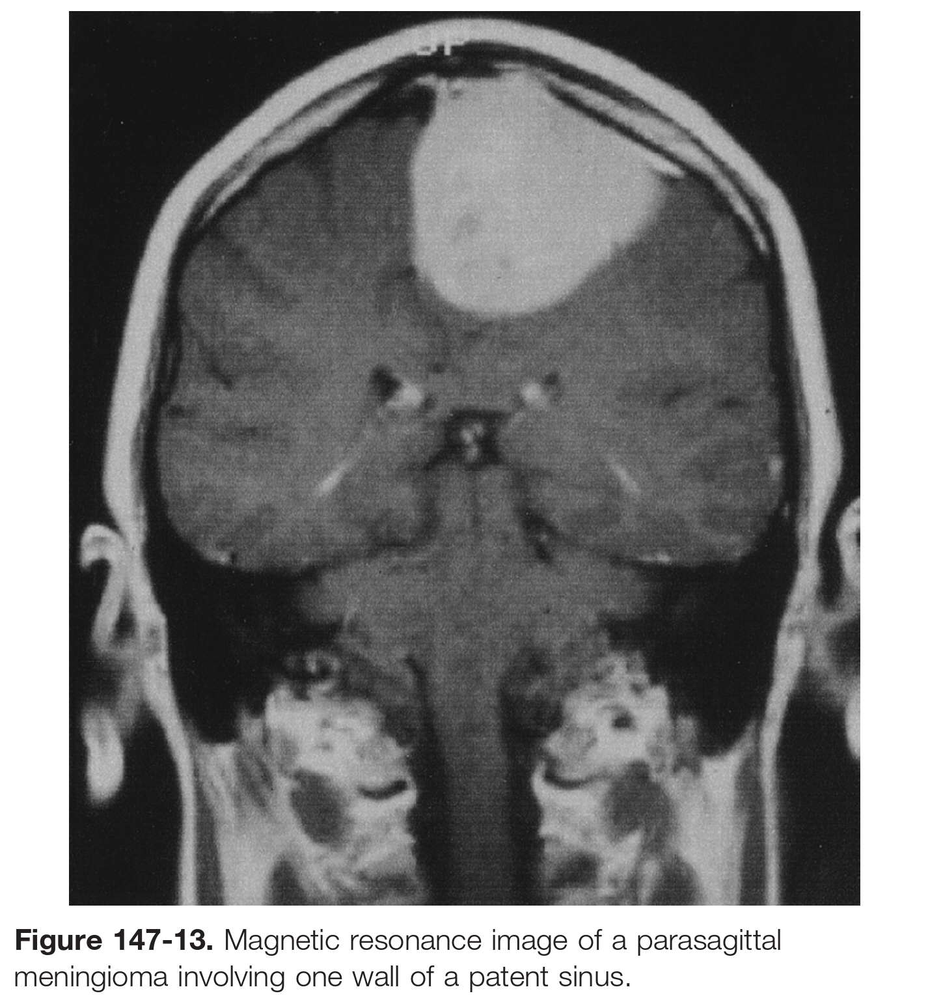 Figure 147-13. Magnetic resonance image of a parasagittal
meningioma involving one wall of a patent sinus.